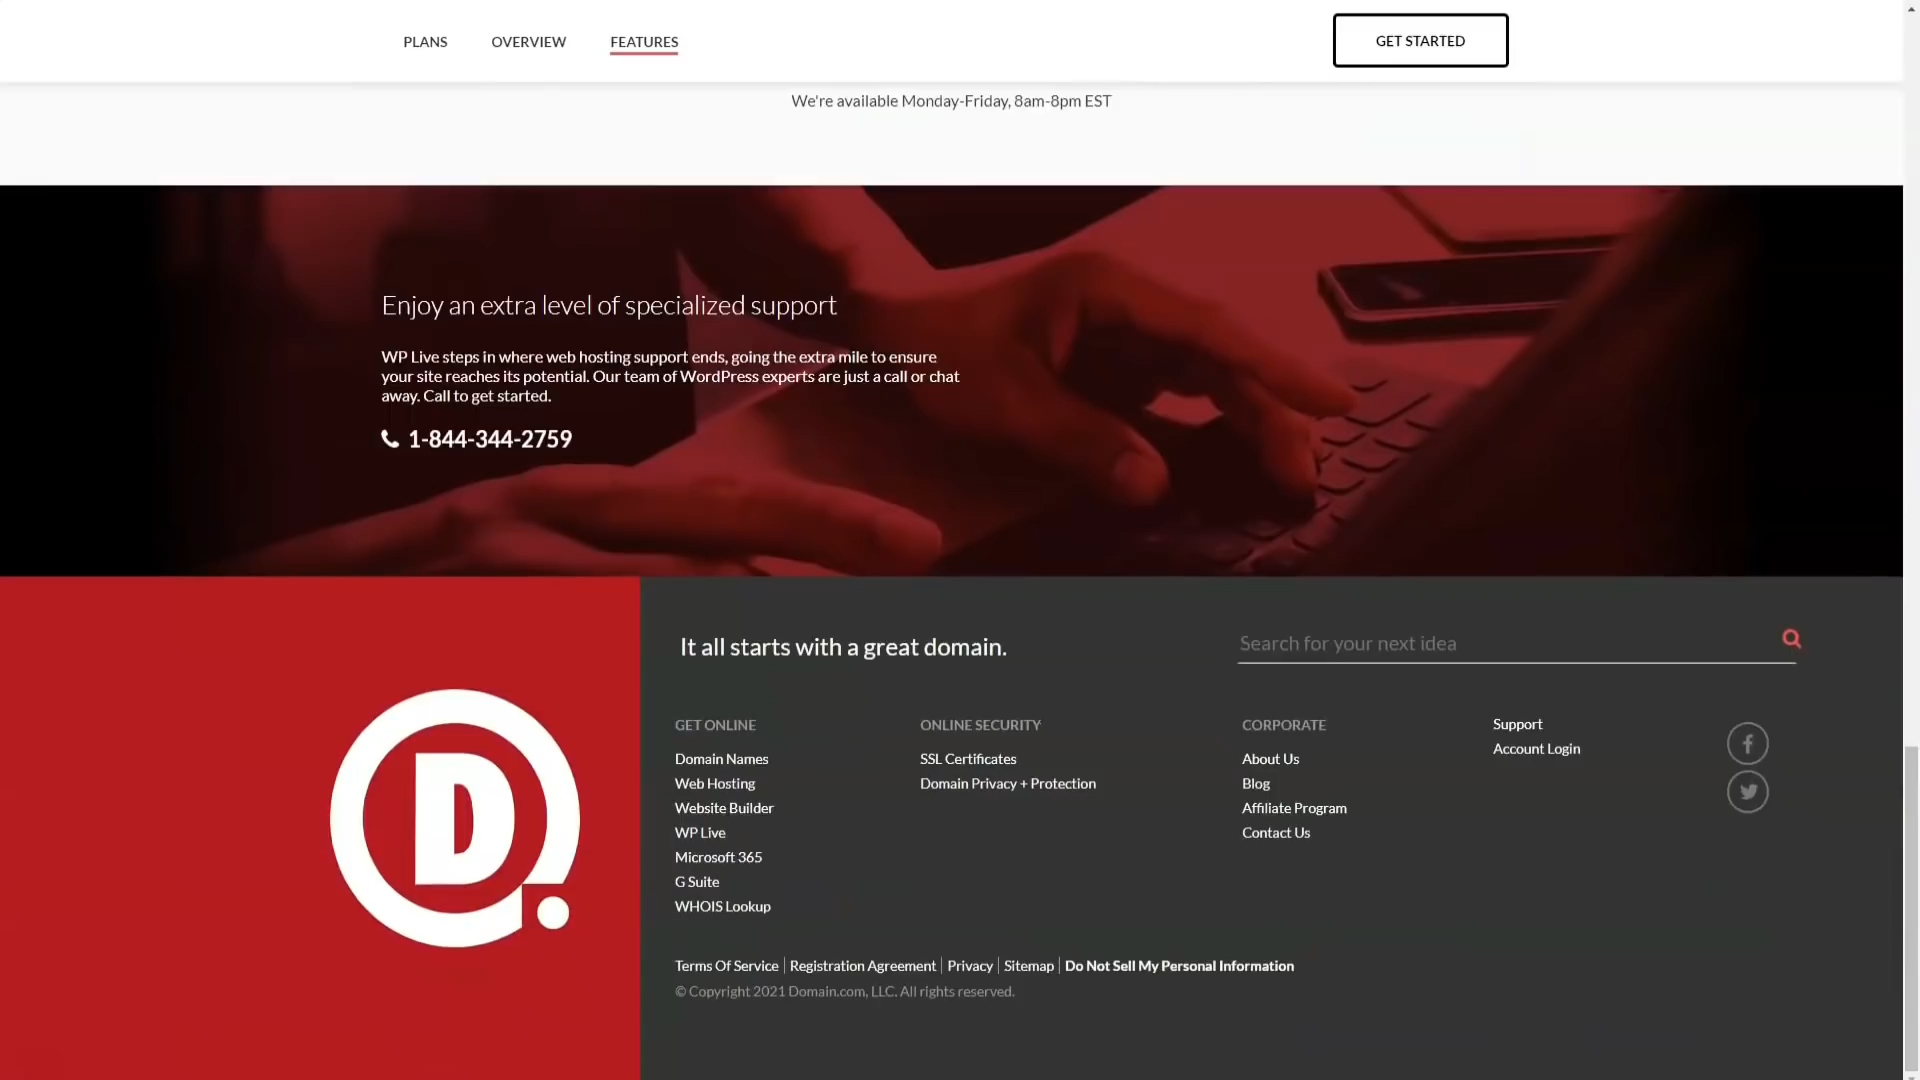 PLANS OVERVIEW FEATURES GET STARTED
We're available Monday-Friday, 8am-8pm EST
Enjoy an extra level of specialized support
WP Live steps in where web hosting support ends, going the extra mile to ensure
your site reaches its potential. Our team of WordPress experts are just a call or chat
away. Call to get started.
1-844-344-2759
It all starts with a great domain.
Search for your next idea
GET ONLINE
Domain Names
Web Hosting
Website Builder
WP Live
Microsoft 365
G Suite
WHOIS Lookup
ONLINE SECURITY
SSL Certificates
Domain Privacy + Protection
CORPORATE
About Us
Blog
Affiliate Program
Contact Us
Support
Account Login
D
Terms Of Service | Registration Agreement | Privacy | Sitemap | Do Not Sell My Personal Information
© Copyright 2021 Domain.com, LLC. All rights reserved.